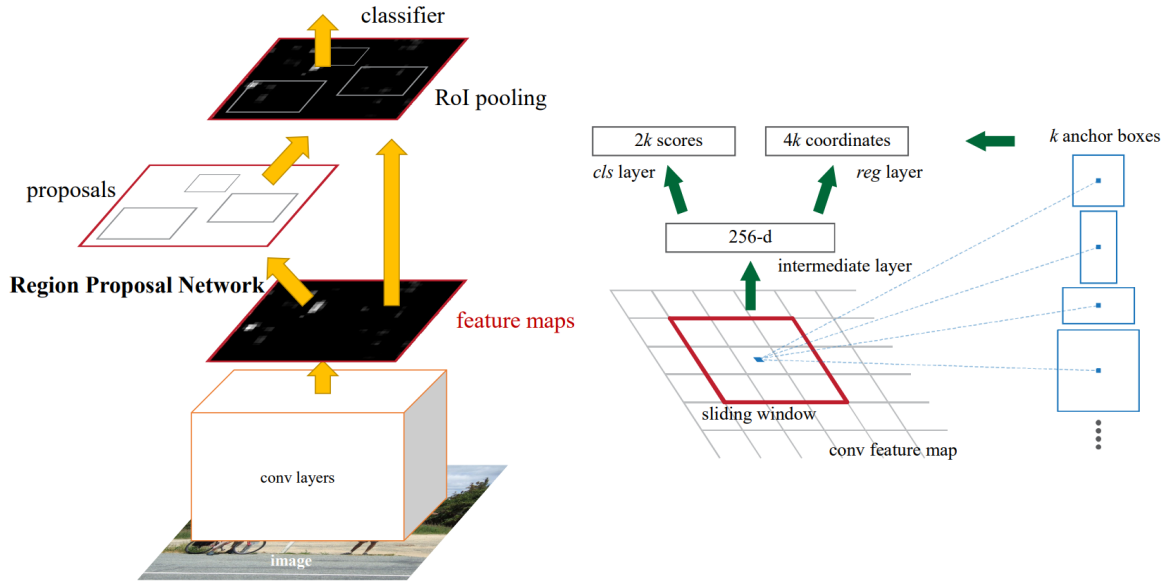 classifier
RoI pooling
proposals
Region Proposal Network
feature maps
conv layers
image
2k scores
4k coordinates
k anchor boxes
cls layer
reg layer
256-d
intermediate layer
sliding window
conv feature map